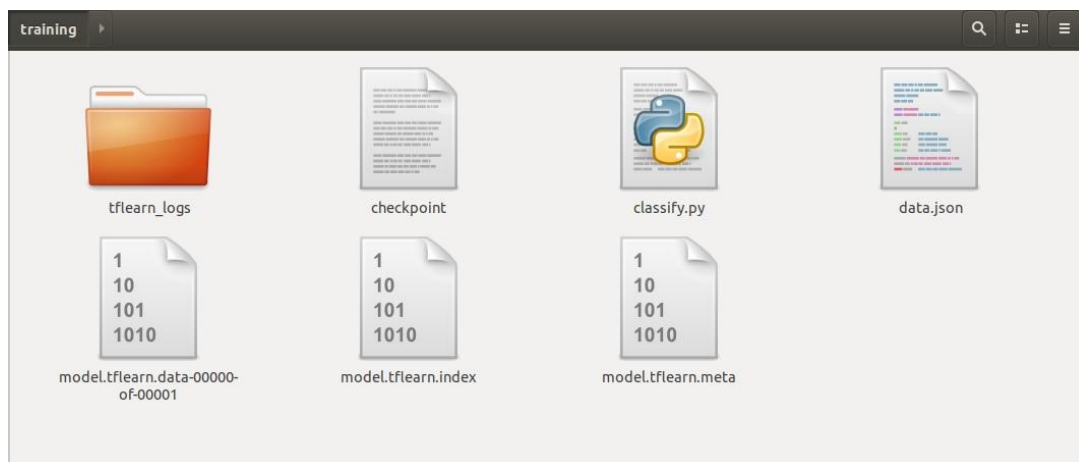 training
tflearn_logs
checkpoint
classify.py
data.json
1
10
101
1010
model.tflearn.data-00000-
of-00001
1
10
101
1010
model.tflearn.index
1
10
101
1010
model.tflearn.meta